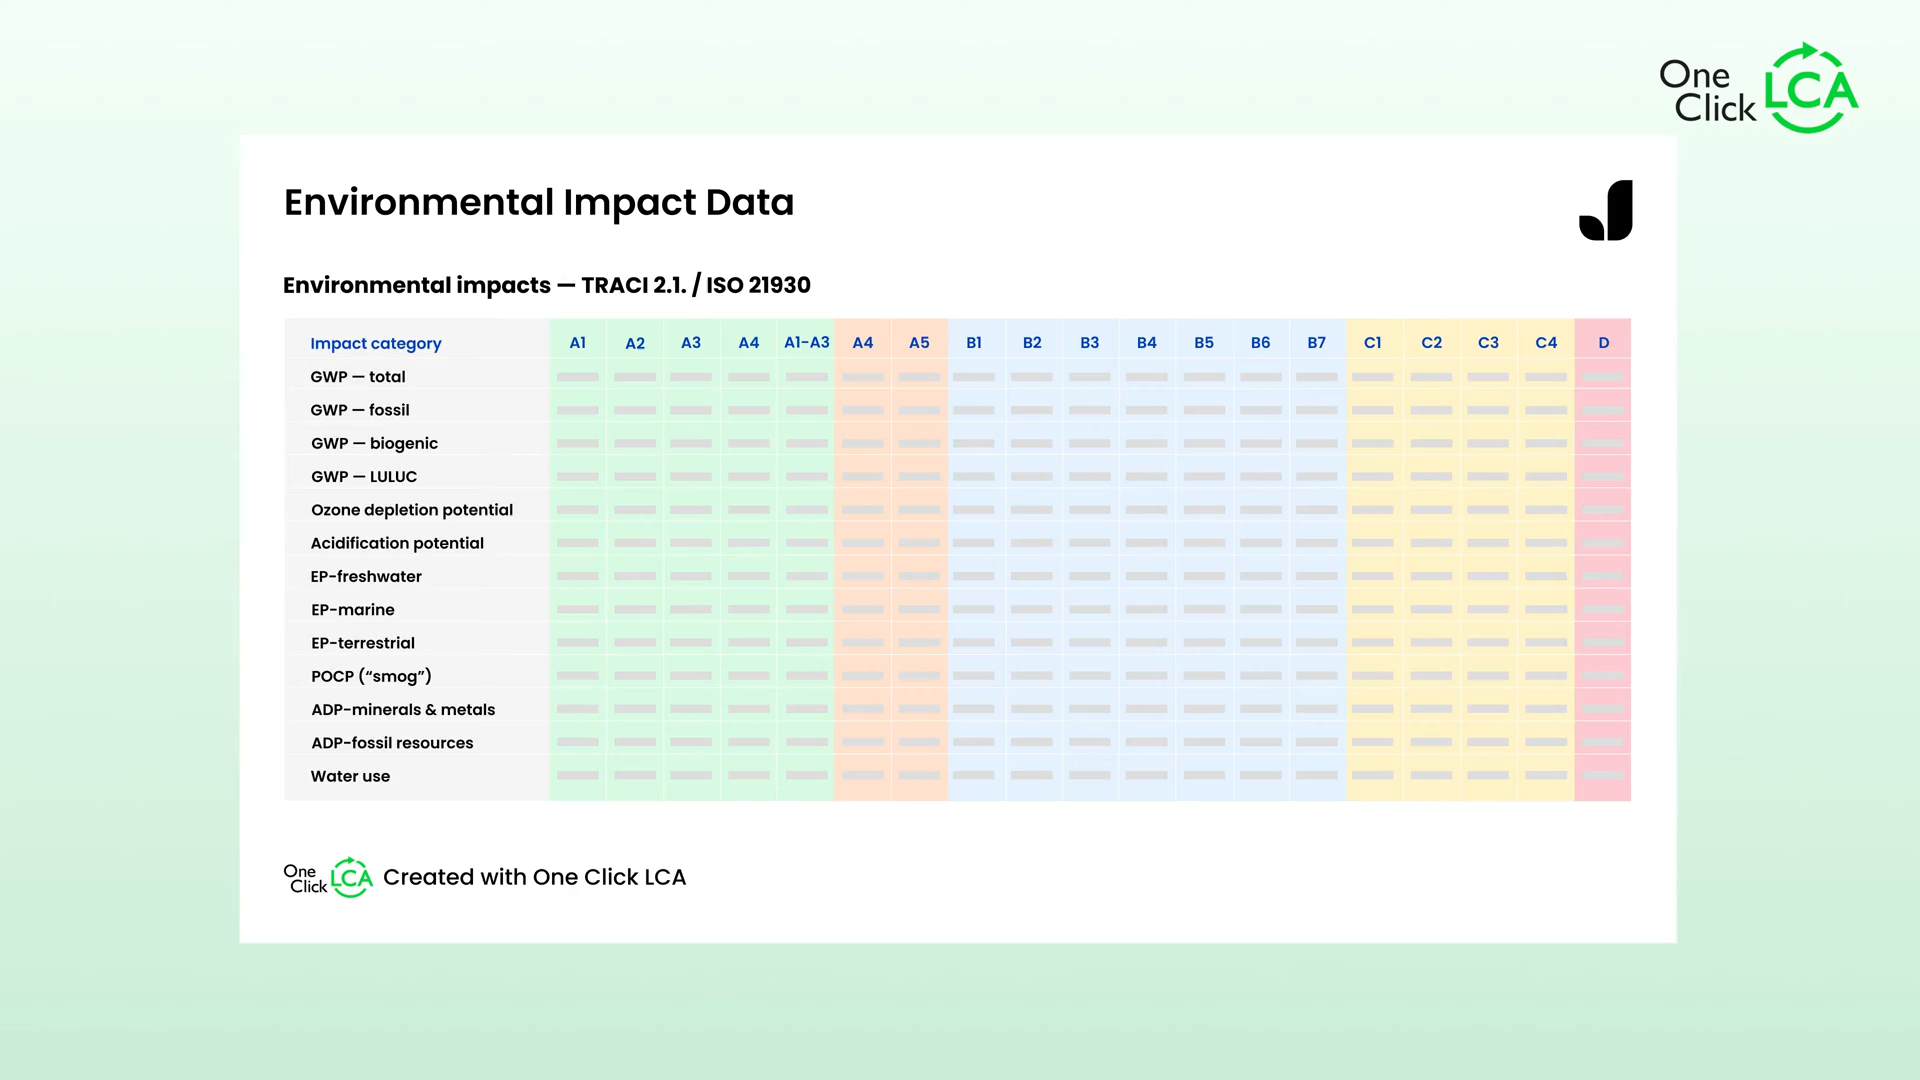 One
Click LCA
Environmental Impact Data
Environmental impacts — TRACI 2.1. / ISO 21930
Impact category A1 A2 A3 A4 A1-A3 A4 A5 B1 B2 B3 B4 B5 B6 B7 C1 C2 C3 C4 D
GWP — total
GWP — fossil
GWP — biogenic
GWP — LULUC
Ozone depletion potential
Acidification potential
EP-freshwater
EP-marine
EP-terrestrial
POCP (“smog”)
ADP-minerals & metals
ADP-fossil resources
Water use
One
Click LCA Created with One Click LCA